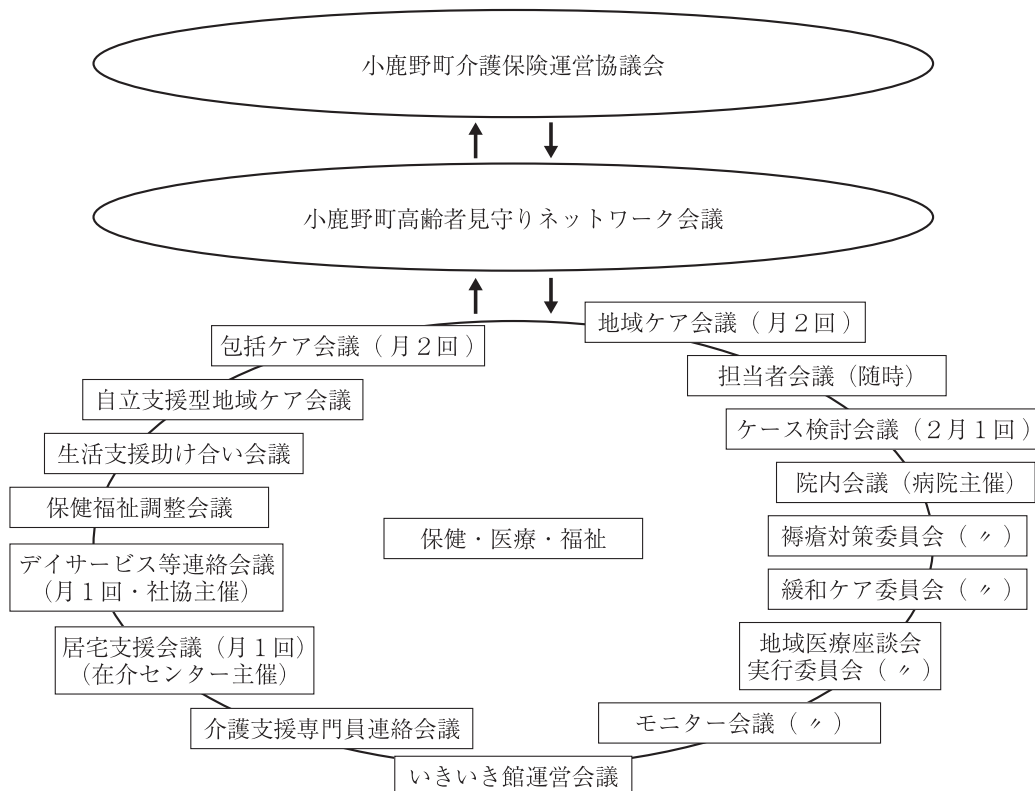 小鹿野町介護保険運営協議会
小鹿野町高齢者見守りネットワーク会議
地域ケア会議（月２回）
包括ケア会議（月２回）
担当者会議（随時）
自立支援型地域ケア会議
ケース検討会議（２月１回）
生活支援助け合い会議
院内会議（病院主催）
保健福祉調整会議
保健・医療・福祉
褥瘡対策委員会（〃）
デイサービス等連絡会議
（月１回・社協主催）
緩和ケア委員会（〃）
居宅支援会議（月１回）
（在介センター主催）
地域医療座談会
実行委員会（〃）
介護支援専門員連絡会議
モニター会議（〃）
いきいき館運営会議